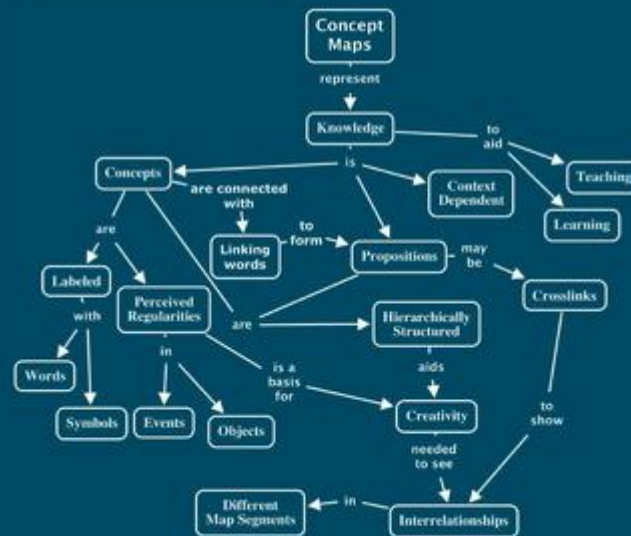 Concept
Maps
represent
Knowledge
to
aid
is
Teaching
Concepts
are connected
with
Context
Dependent
Learning
to
form
are
Linking
words
Propositions
may
be
Labeled
Perceived
Regularities
Crosslinks
with
are
Hierarchically
Structured
in
is a
basis
for
aids
Words
Symbols
Events
Objects
Creativity
to
show
needed
to see
Different
Map Segments
in
Interrelationships